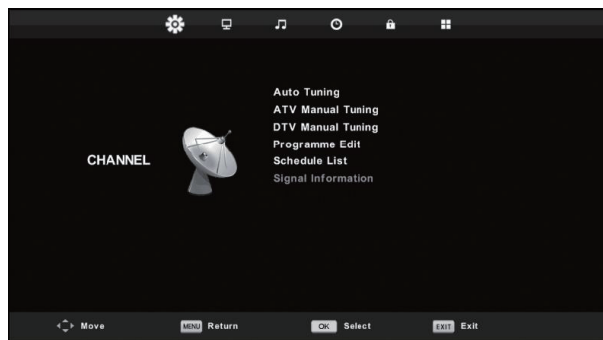 Auto Tuning
ATV Manual Tuning
DTV Manual Tuning
Programme Edit
CHANNEL
Schedule List
Signal Information
Move MENU Return OK Select EXIT Exit